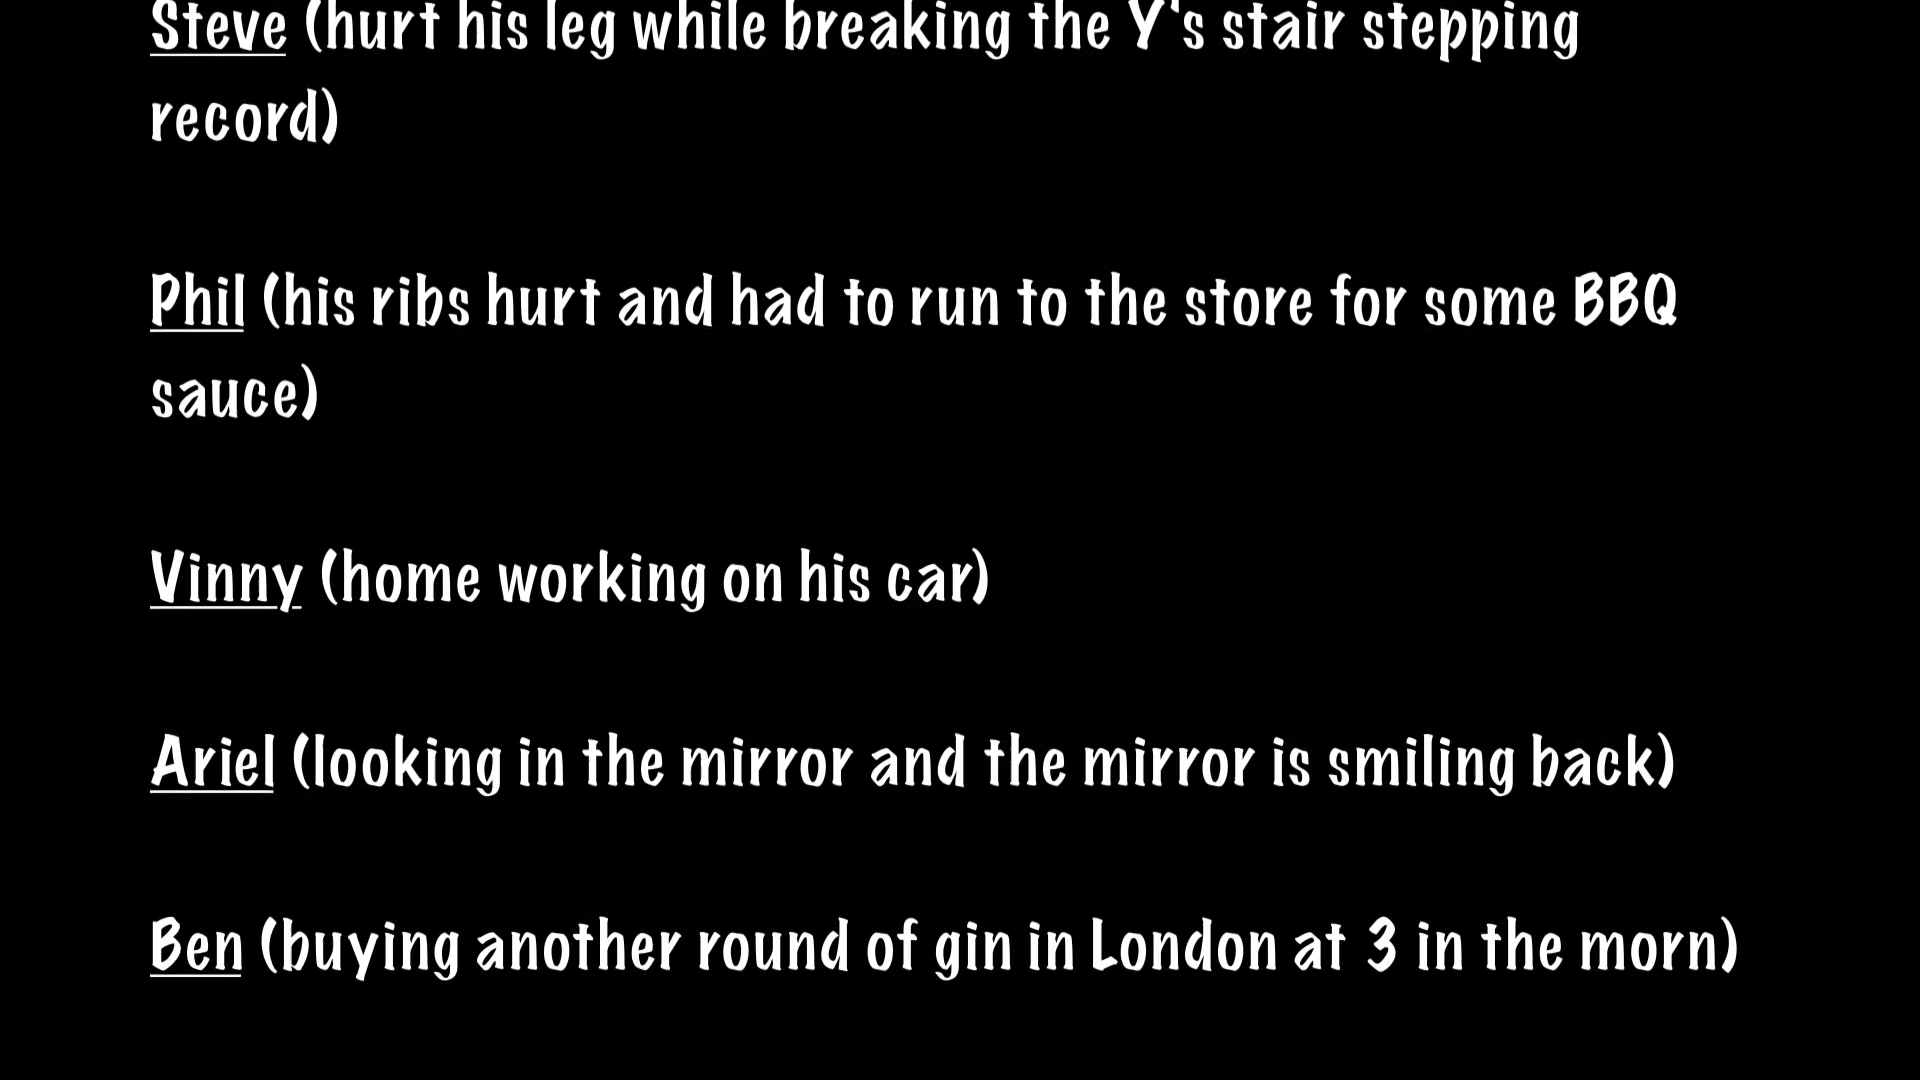 Steve (hurt his leg while breaking the Y's stair stepping
record)
Phil (his ribs hurt and had to run to the store for some BBQ
sauce)
Vinny (home working on his car)
Ariel (looking in the mirror and the mirror is smiling back)
Ben (buying another round of gin in London at 3 in the morn)